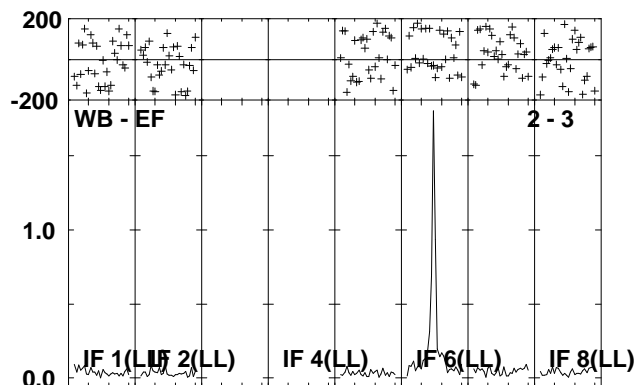 200
-200
WB - EF 2 - 3
1.0
0.0
IF 1(LL) IF 2(LL) IF 4(LL) IF 6(LL) IF 8(LL)